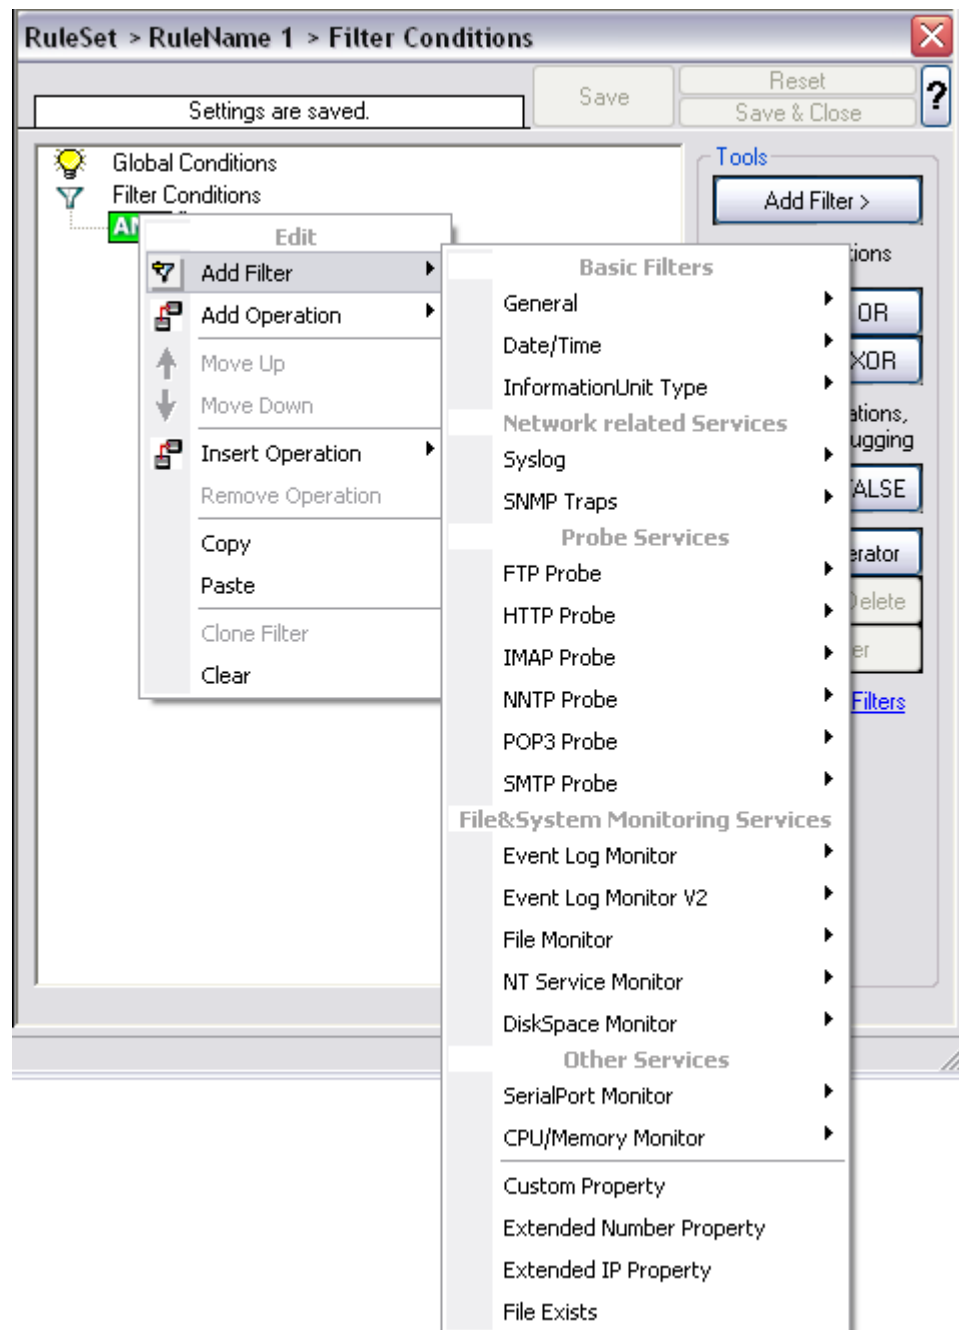 RuleSet > RuleName 1 > Filter Conditions
Settings are saved.
Save
Reset
Save & Close
?
Global Conditions
Filter Conditions
Tools
Add Filter >
OR
XOR
Edit
Add Filter
Add Operation
Move Up
Move Down
Insert Operation
Remove Operation
Copy
Paste
Clone Filter
Clear
Basic Filters
General
Date/Time
InformationUnit Type
Network related Services
Syslog
SNMP Traps
Probe Services
FTP Probe
HTTP Probe
IMAP Probe
NNTP Probe
POP3 Probe
SMTP Probe
File&System Monitoring Services
Event Log Monitor
Event Log Monitor V2
File Monitor
NT Service Monitor
DiskSpace Monitor
Other Services
SerialPort Monitor
CPU/Memory Monitor
Custom Property
Extended Number Property
Extended IP Property
File Exists
Delete
Filters